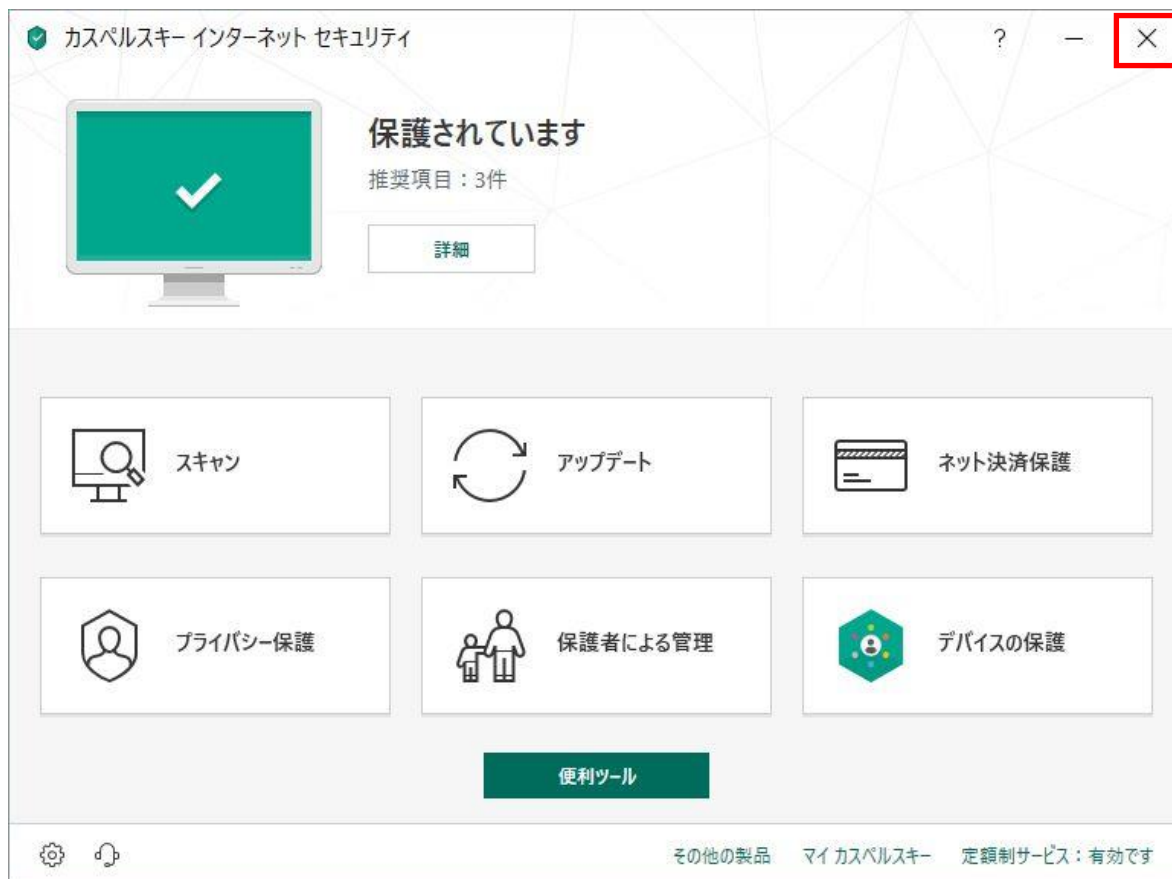 カスペルスキー インターネット セキュリティ
?
保護されています
推奨項目：3件
詳細
スキャン
アップデート
ネット決済保護
プライバシー保護
保護者による管理
デバイスの保護
便利ツール
その他の製品 マイ カスペルスキー 定額制サービス：有効です